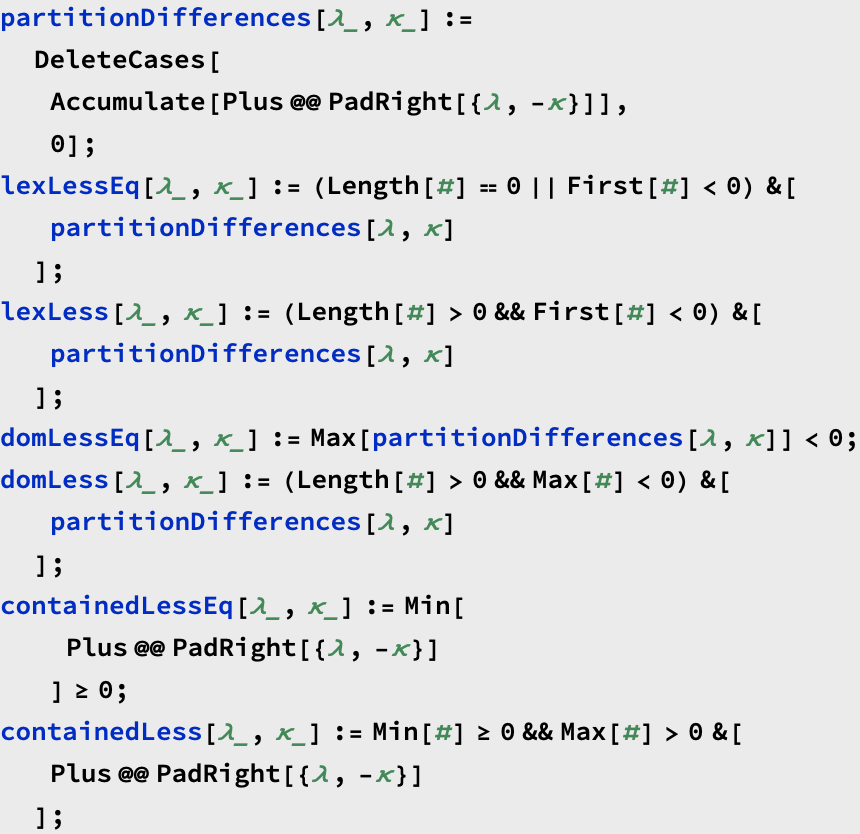 partitionDifferences[λ_, κ_] :=
DeleteCases[
Accumulate[Plus @@ PadRight[{λ, -κ}]],
0];
lexLessEq[λ_, κ_] := (Length[#] == 0 || First[#] < 0) &[
partitionDifferences[λ, κ]
];
lexLess[λ_, κ_] := (Length[#] > 0 && First[#] < 0) &[
partitionDifferences[λ, κ]
];
domLessEq[λ_, κ_] := Max[partitionDifferences[λ, κ]] < 0;
domLess[λ_, κ_] := (Length[#] > 0 && Max[#] < 0) &[
partitionDifferences[λ, κ]
];
containedLessEq[λ_, κ_] := Min[
Plus @@ PadRight[{λ, -κ}]
] ≥ 0;
containedLess[λ_, κ_] := Min[#] ≥ 0 && Max[#] > 0 &[
Plus @@ PadRight[{λ, -κ}]
];